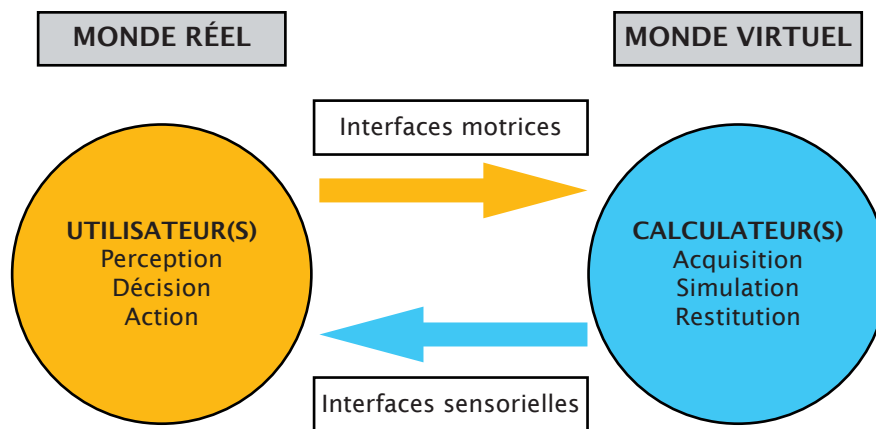 MONDE RÉEL
MONDE VIRTUEL
Interfaces motrices
UTILISATEUR(S)
Perception
Décision
Action
CALCULATEUR(S)
Acquisition
Simulation
Restitution
Interfaces sensorielles